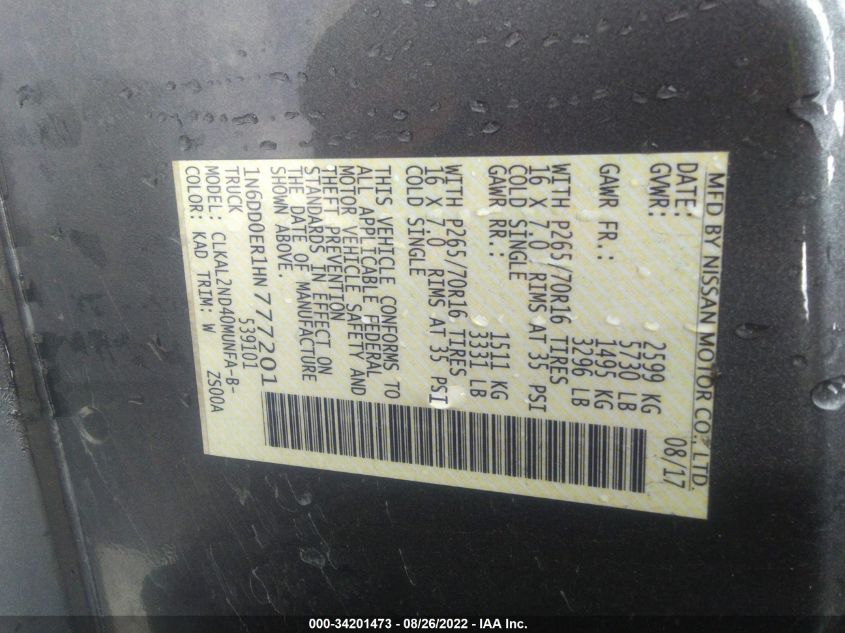 MFD BY NISSAN MOTOR CO., LTD.
DATE: 08/17
GVWR: 2599 KG
5730 LB
GAWR FR.: 1495 KG
3296 LB
WITH P265/70R16 TIRES
16 X 7.0 RIMS AT 35 PSI
COLD SINGLE
GAWR RR.: 1511 KG
3331 LB
WITH P265/70R16 TIRES
16 X 7.0 RIMS AT 35 PSI
COLD SINGLE
THIS VEHICLE CONFORMS TO
ALL APPLICABLE FEDERAL
MOTOR VEHICLE SAFETY AND
THEFT PREVENTION
STANDARDS IN EFFECT ON
THE DATE OF MANUFACTURE
SHOWN ABOVE.
1N6DD0ER1HN777201
TRUCK 539101
MODEL: CLKAL2ND40MUNFA-B-
COLOR: KAD TRIM: W ZS00A
000-34201473 - 08/26/2022 - IAA Inc.